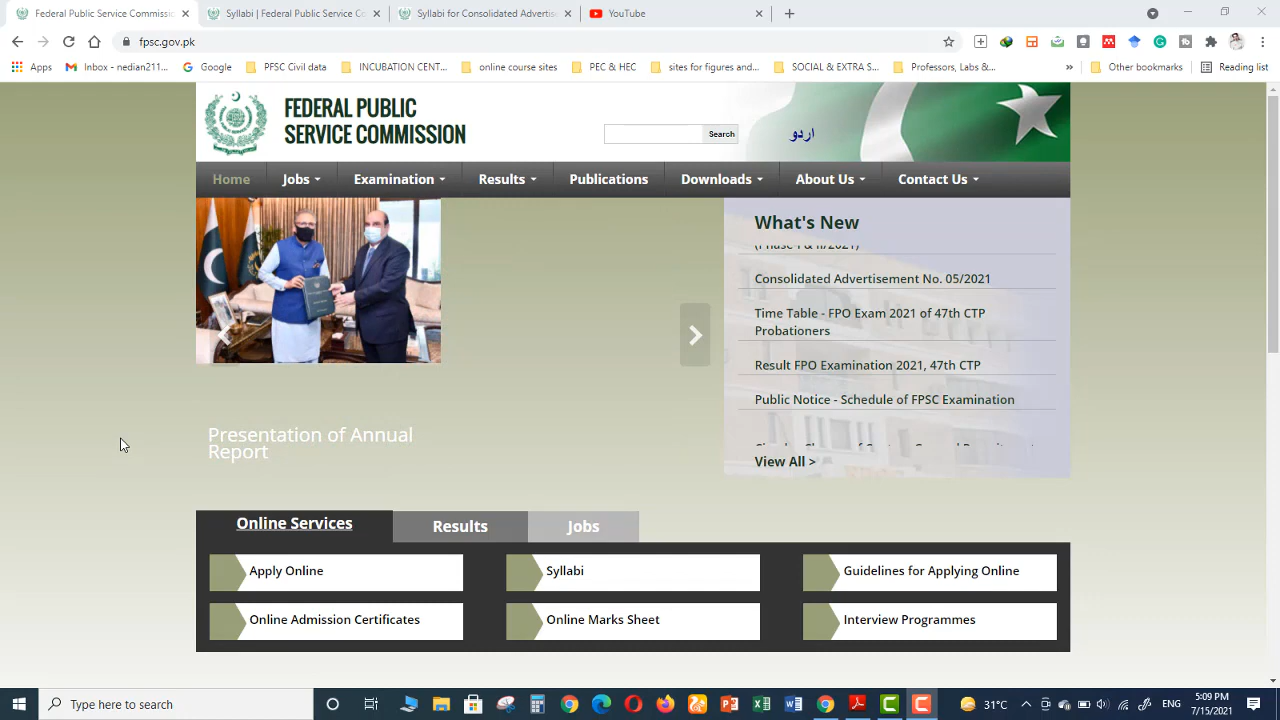 Federal Public Service Commissic
Syllabi | Federal Public Service C
Syllabi for Consolidated Advertise
YouTube
fpsc.gov.pk
Apps
Inbox - nedian211...
Google
PFSC Civil data
INCUBATION CENT...
online course sites
PEC & HEC
sites for figures and...
SOCIAL & EXTRA S...
Professors, Labs &...
»
Other bookmarks
Reading list
FEDERAL PUBLIC
SERVICE COMMISSION
Search
اردو
Home
Jobs
Examination
Results
Publications
Downloads
About Us
Contact Us
What's New
(Phase I & II/2021)
Consolidated Advertisement No. 05/2021
Time Table - FPO Exam 2021 of 47th CTP
Probationers
Result FPO Examination 2021, 47th CTP
Public Notice - Schedule of FPSC Examination
View All >
Presentation of Annual
Report
Online Services
Results
Jobs
Apply Online
Syllabi
Guidelines for Applying Online
Online Admission Certificates
Online Marks Sheet
Interview Programmes
Type here to search
31°C
ENG
5:09 PM
7/15/2021